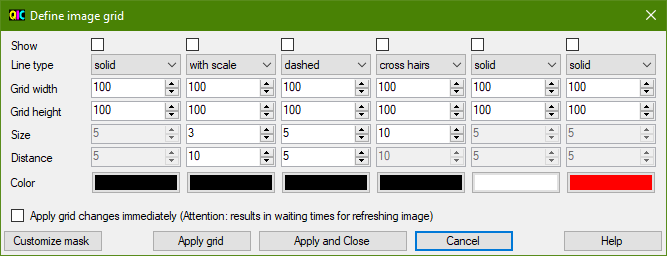 QIC Define image grid
Show
Line type solid with scale dashed cross hairs solid solid
Grid width 100 100 100 100 100 100
Grid height 100 100 100 100 100 100
Size 5 3 5 10 5 5
Distance 5 10 5 10 5 5
Color
Apply grid changes immediately (Attention: results in waiting times for refreshing image)
Customize mask Apply grid Apply and Close Cancel Help